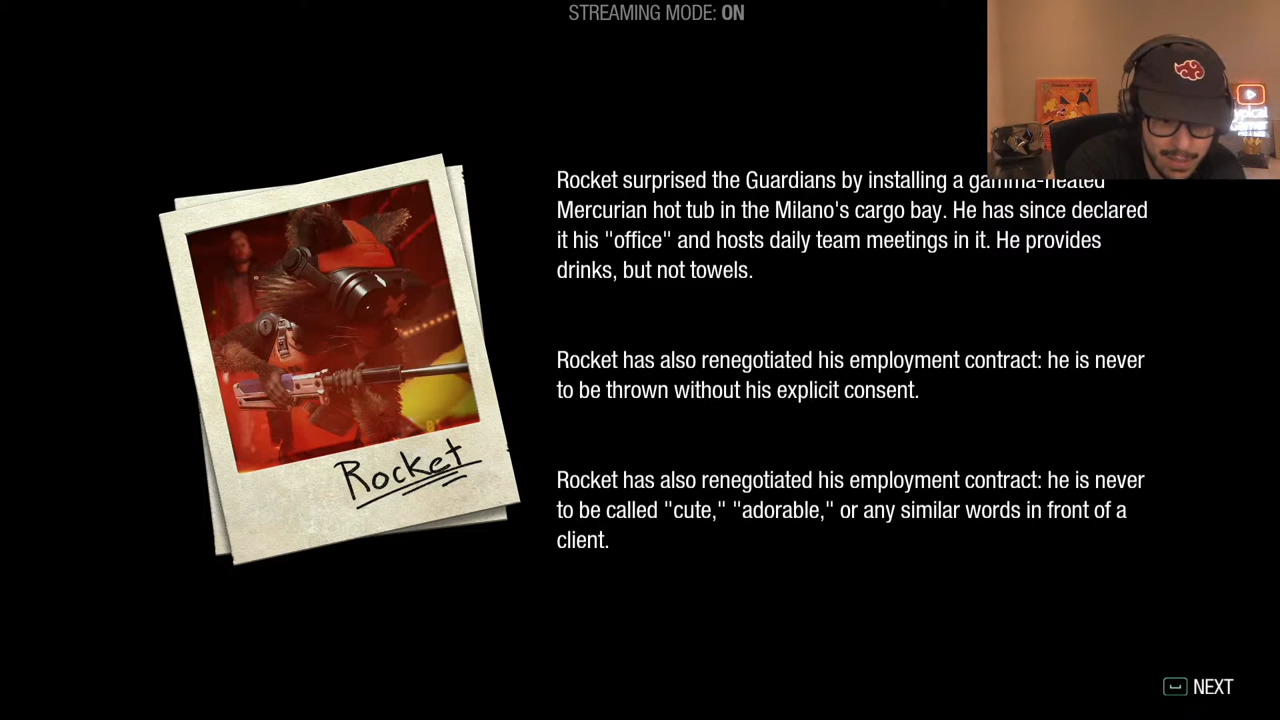 STREAMING MODE: ON
Rocket surprised the Guardians by installing a gamma-heated
Mercurian hot tub in the Milano's cargo bay. He has since declared
it his "office" and hosts daily team meetings in it. He provides
drinks, but not towels.
Rocket has also renegotiated his employment contract: he is never
to be thrown without his explicit consent.
Rocket
Rocket has also renegotiated his employment contract: he is never
to be called "cute," "adorable," or any similar words in front of a
client.
NEXT